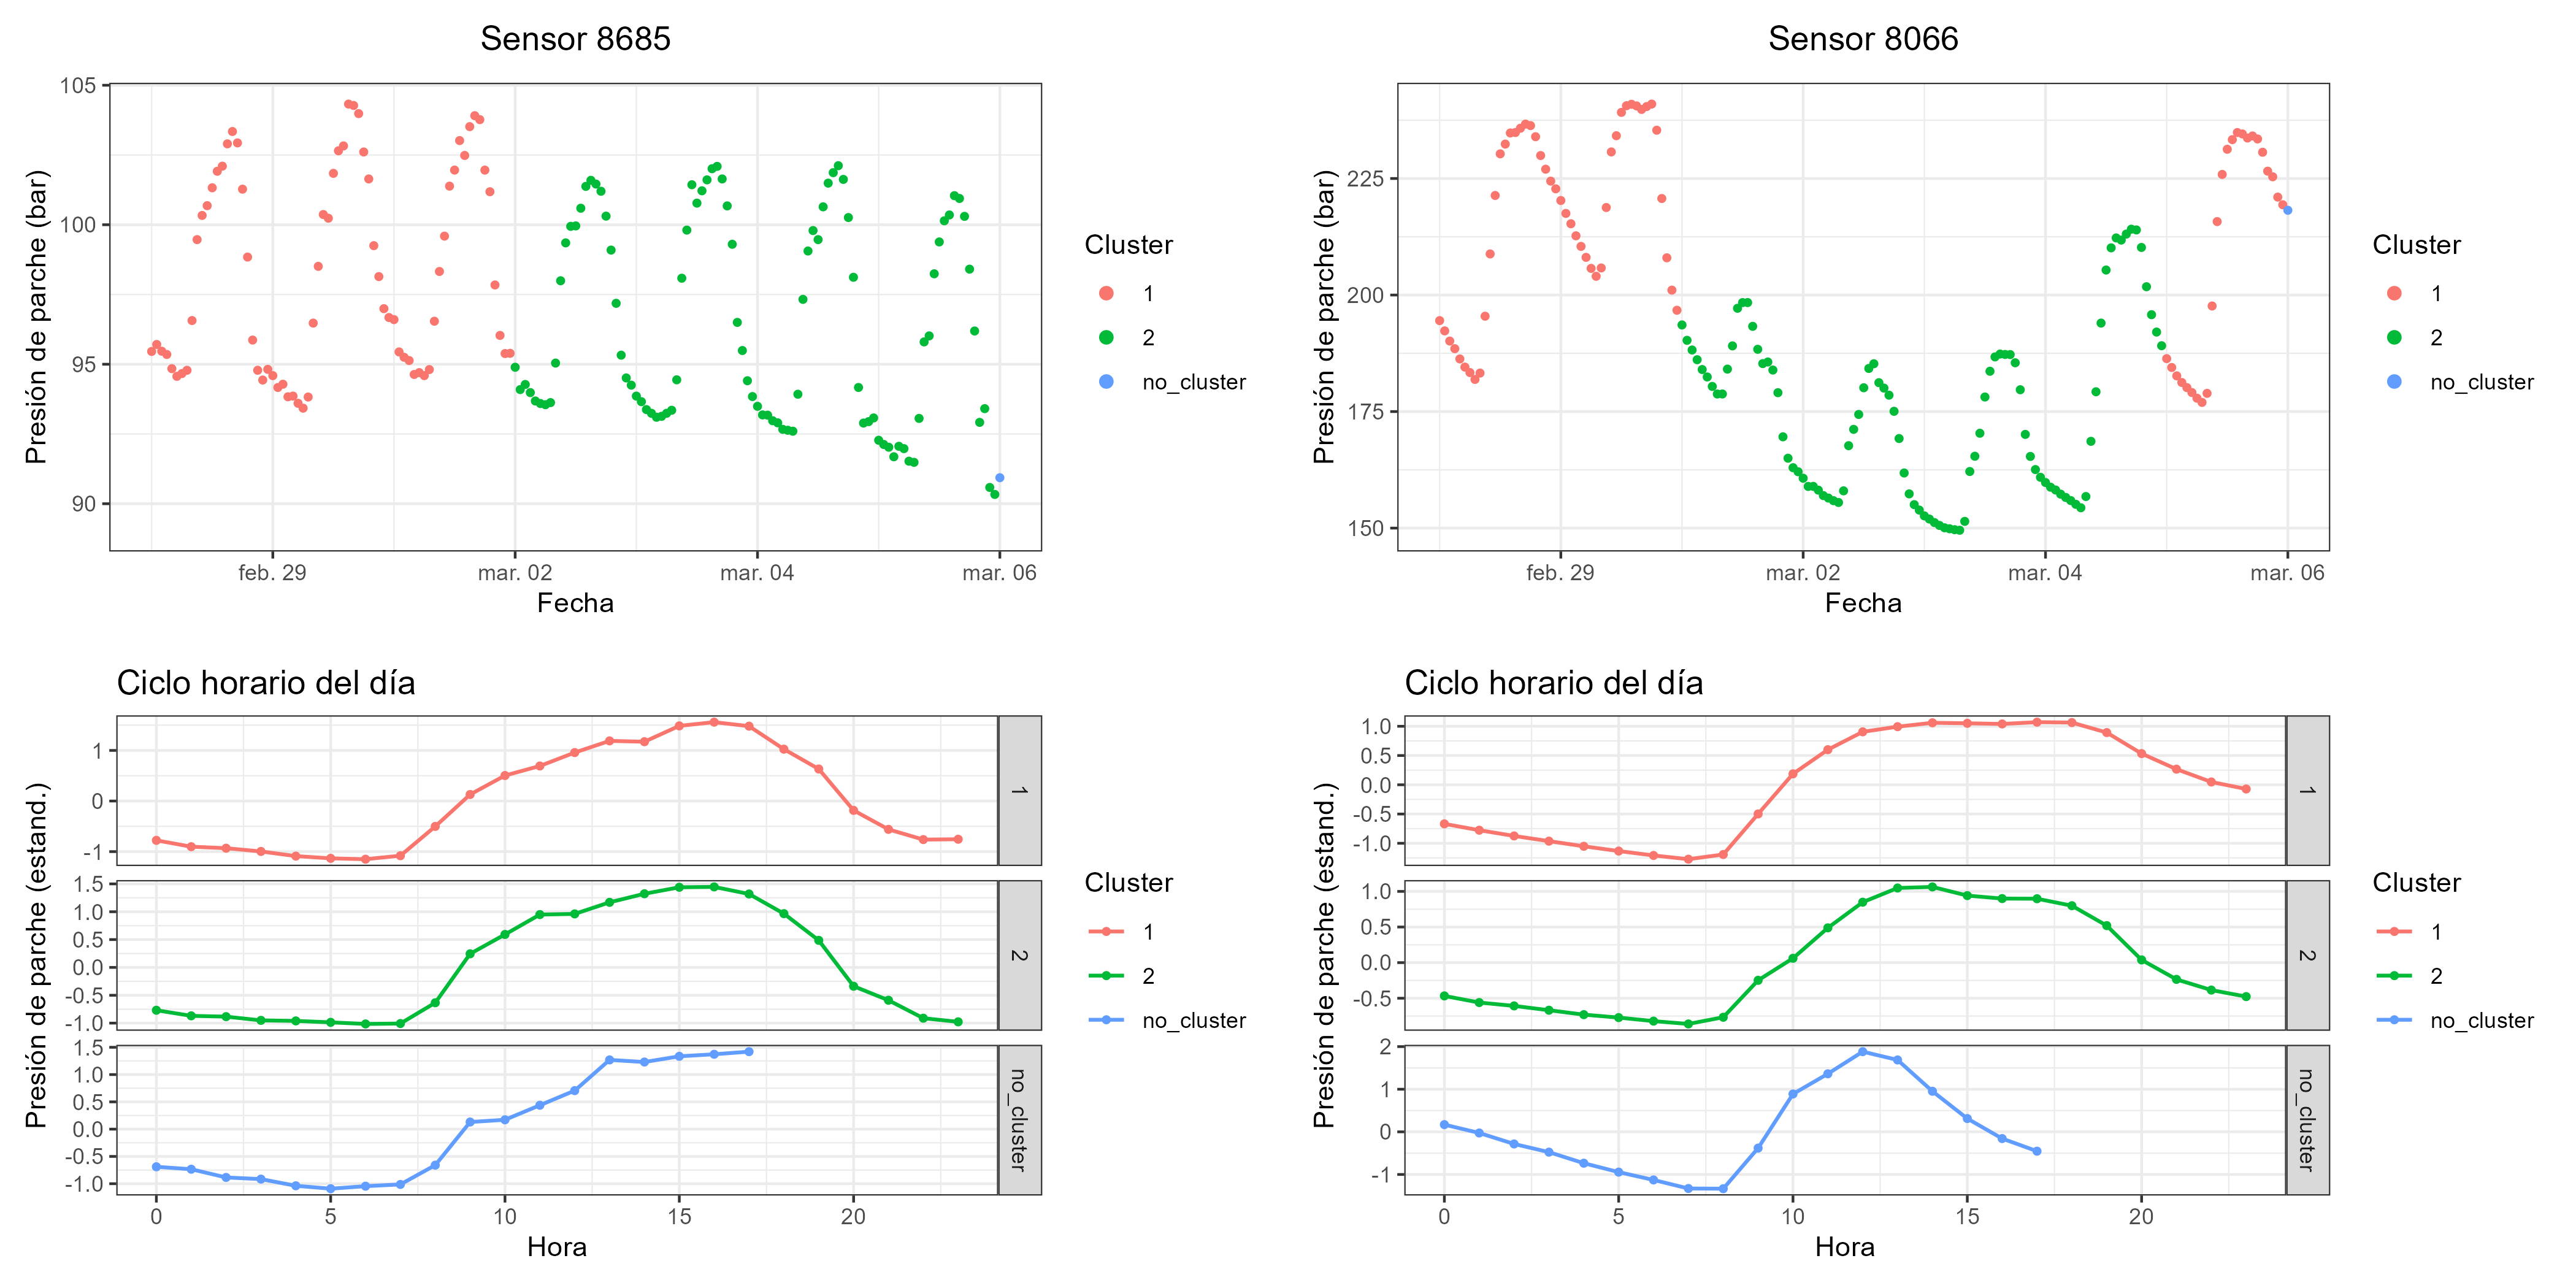 Sensor 8685
105
100
95
90
Presión de parche (bar)
feb. 29
mar. 02
mar. 04
mar. 06
Fecha
Cluster
1
2
no_cluster
Sensor 8066
225
200
175
150
Presión de parche (bar)
feb. 29
mar. 02
mar. 04
mar. 06
Fecha
Cluster
1
2
no_cluster
Ciclo horario del día
1
0
-1
1
1.5
1.0
0.5
0.0
-0.5
-1.0
2
1.5
1.0
0.5
0.0
-0.5
-1.0
no_cluster
Presión de parche (estand.)
0
5
10
15
20
Hora
Cluster
1
2
no_cluster
Ciclo horario del día
1.0
0.5
0.0
-0.5
-1.0
1
1.0
0.5
0.0
-0.5
2
2
1
0
-1
no_cluster
Presión de parche (estand.)
0
5
10
15
20
Hora
Cluster
1
2
no_cluster